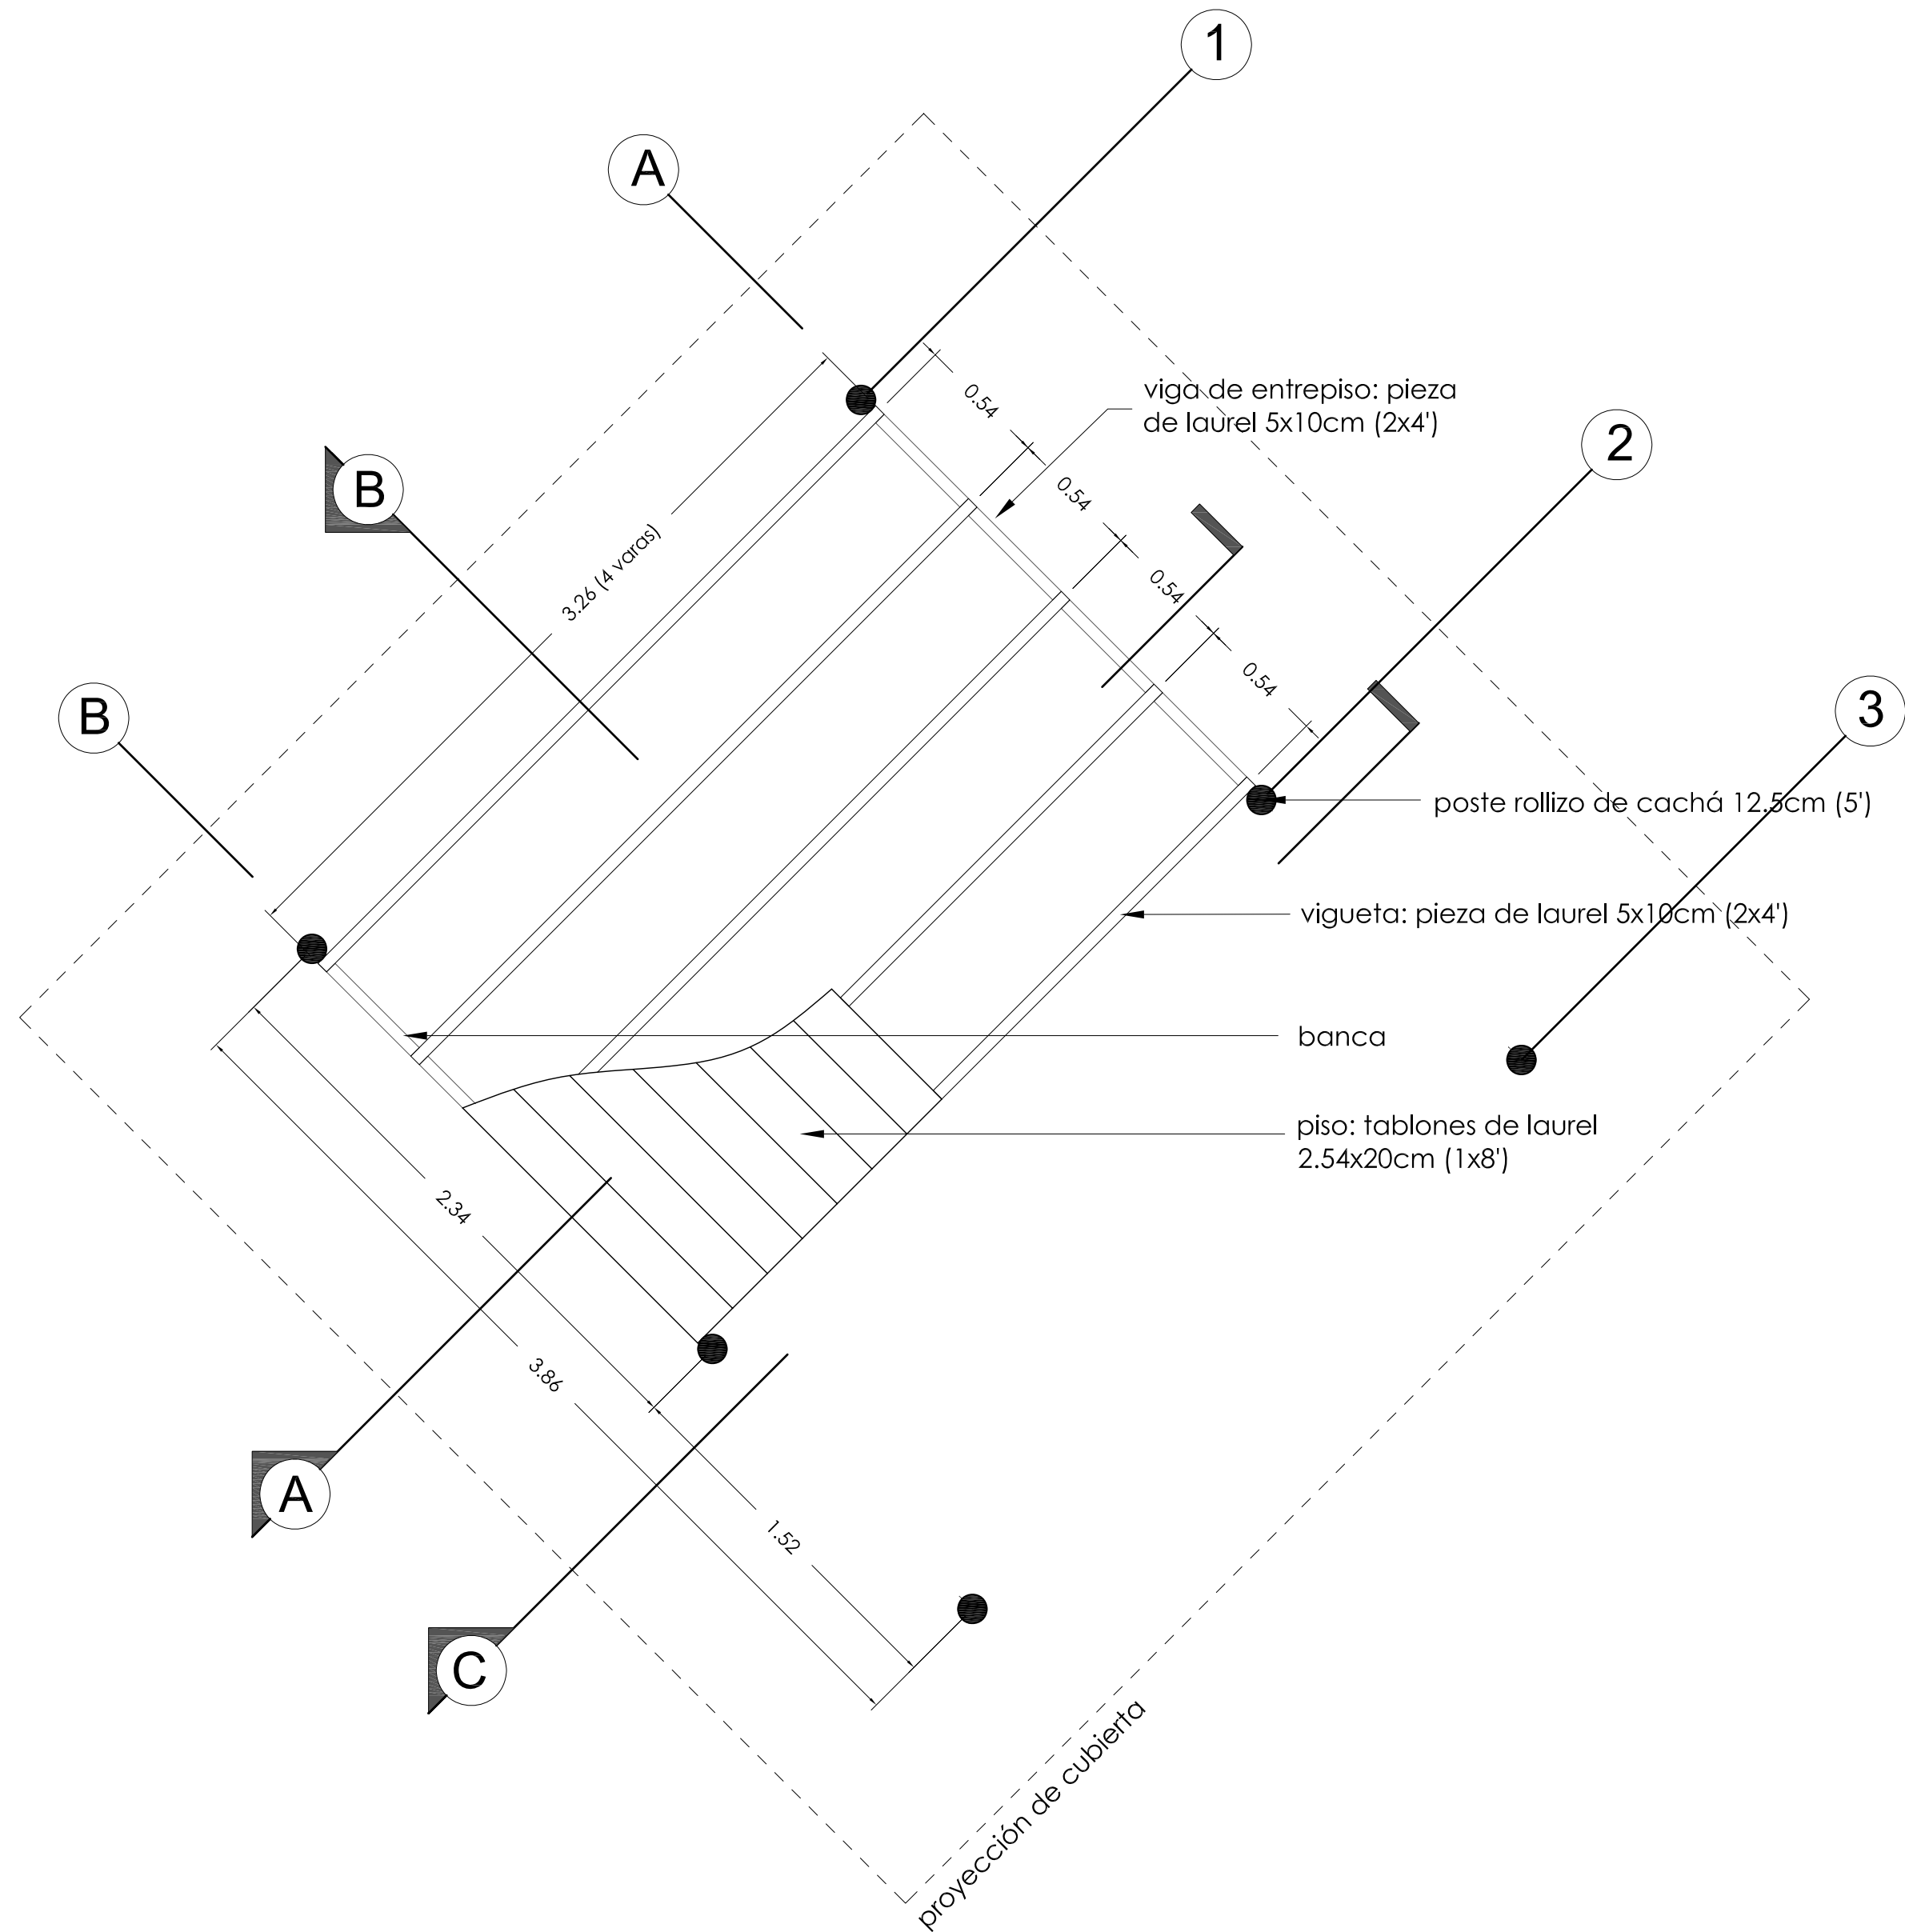 1
A
0.54
viga de entrepiso: pieza
de laurel 5x10cm (2x4')
2
B
0.54
3.26 (4 varas)
0.54
0.54
B
3
poste rollizo de cachá 12.5cm (5')
vigueta: pieza de laurel 5x10cm (2x4')
banca
piso: tablones de laurel
2.54x20cm (1x8')
2.34
3.86
A
1.52
C
proyección de cubierta